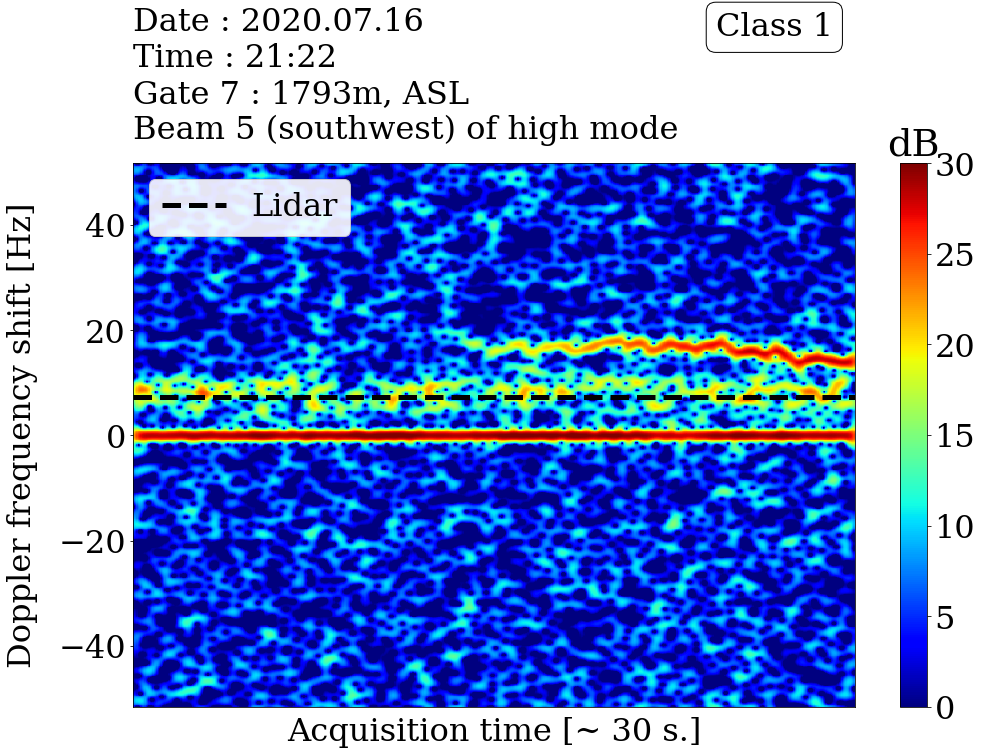 Date : 2020.07.16
Time : 21:22
Gate 7 : 1793m, ASL
Beam 5 (southwest) of high mode
Class 1
dB
Lidar
Doppler frequency shift [Hz]
40
20
0
−20
−40
Acquisition time [~ 30 s.]
30
25
20
15
10
5
0